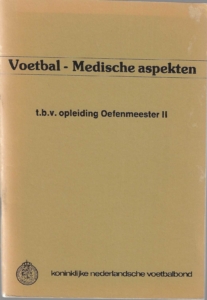 Voetbal - Medische aspekten
t.b.v. opleiding Oefenmeester II
koninklijke nederlandsche voetbalbond